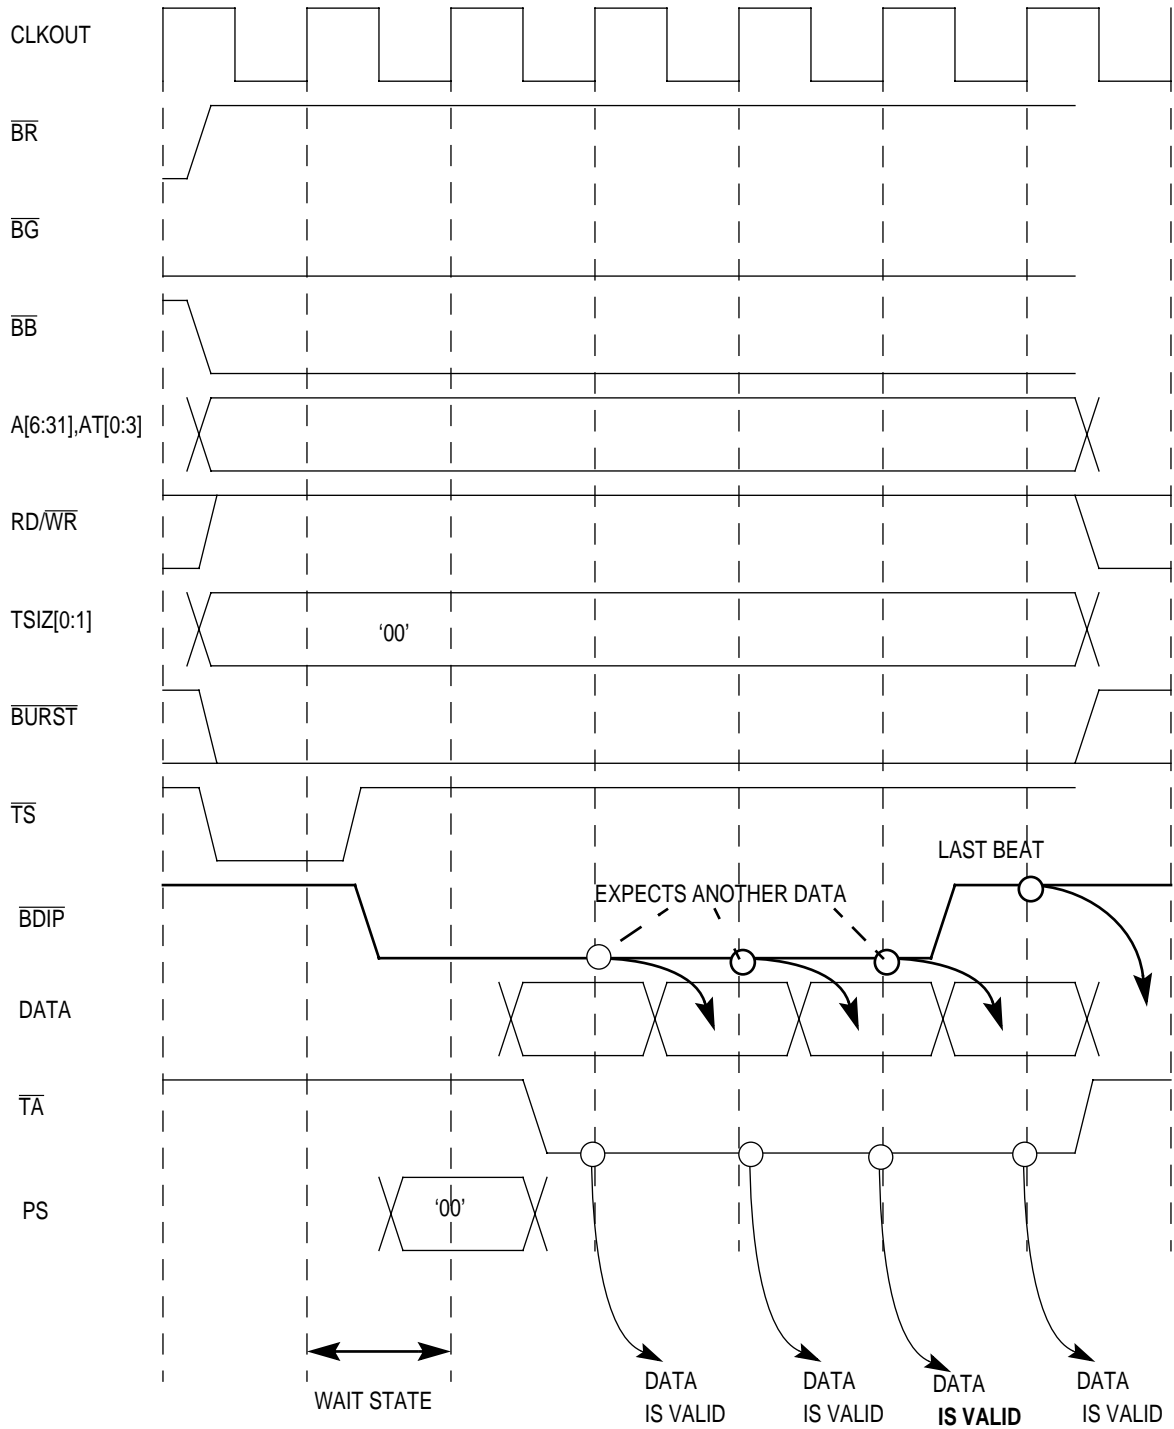 CLKOUT
BR
BG
BB
A[6:31],AT[0:3]
RD/WR
TSIZ[0:1]
‘00’
BURST
TS
LAST BEAT
EXPECTS ANOTHER DATA
BDIP
DATA
TA
PS
‘00’
WAIT STATE
DATA
IS VALID
DATA
IS VALID
DATA
IS VALID
DATA
IS VALID